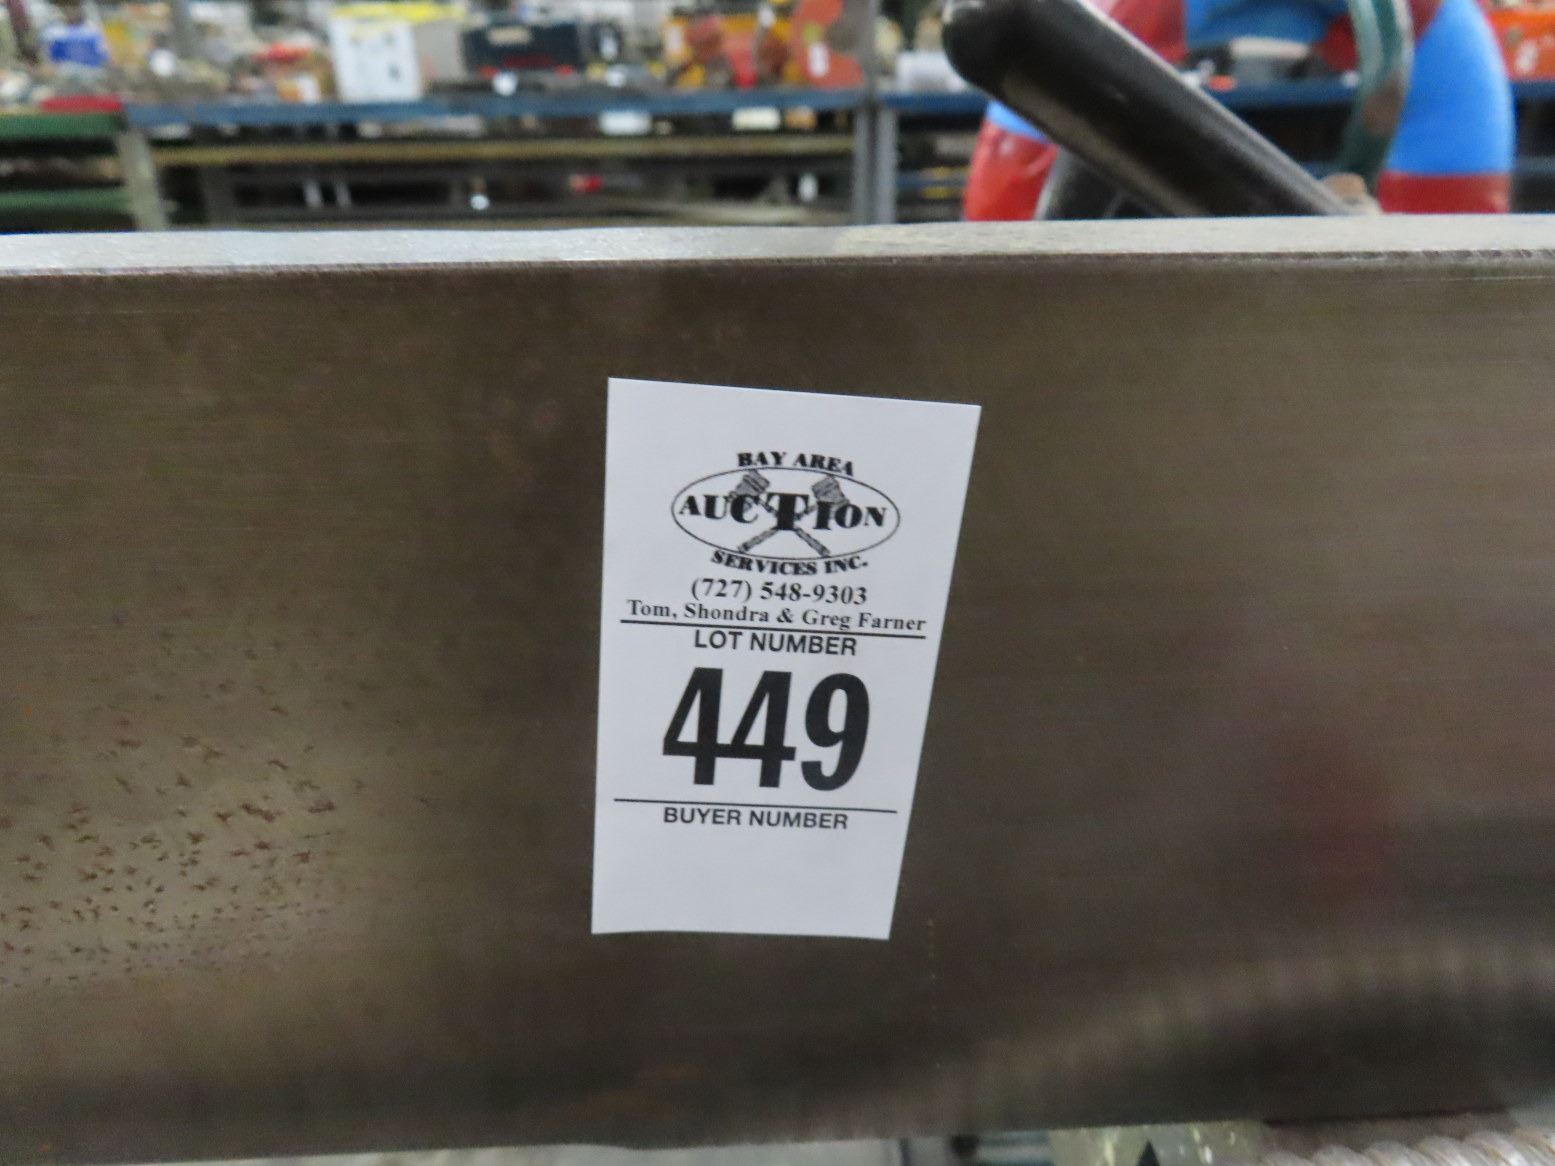 BAY AREA
AUCTION
SERVICES INC.
(727) 548-9303
Tom, Shondra & Greg Farner
LOT NUMBER
449
BUYER NUMBER